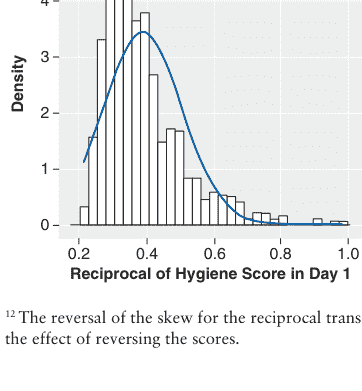 4
3
2
1
0
Density
0.2 0.4 0.6 0.8 1.0
Reciprocal of Hygiene Score in Day 1
12 The reversal of the skew for the reciprocal trans
the effect of reversing the scores.